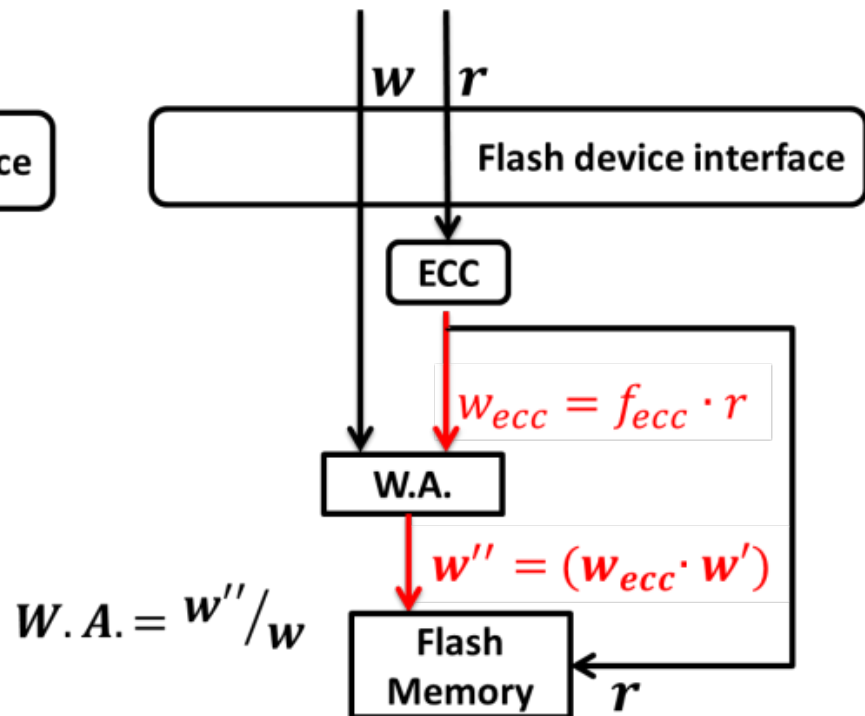 w r
ce
Flash device interface
ECC
w_ecc = f_ecc · r
W.A.
w'' = (w_ecc · w')
W. A. = w''/w
Flash
Memory
r